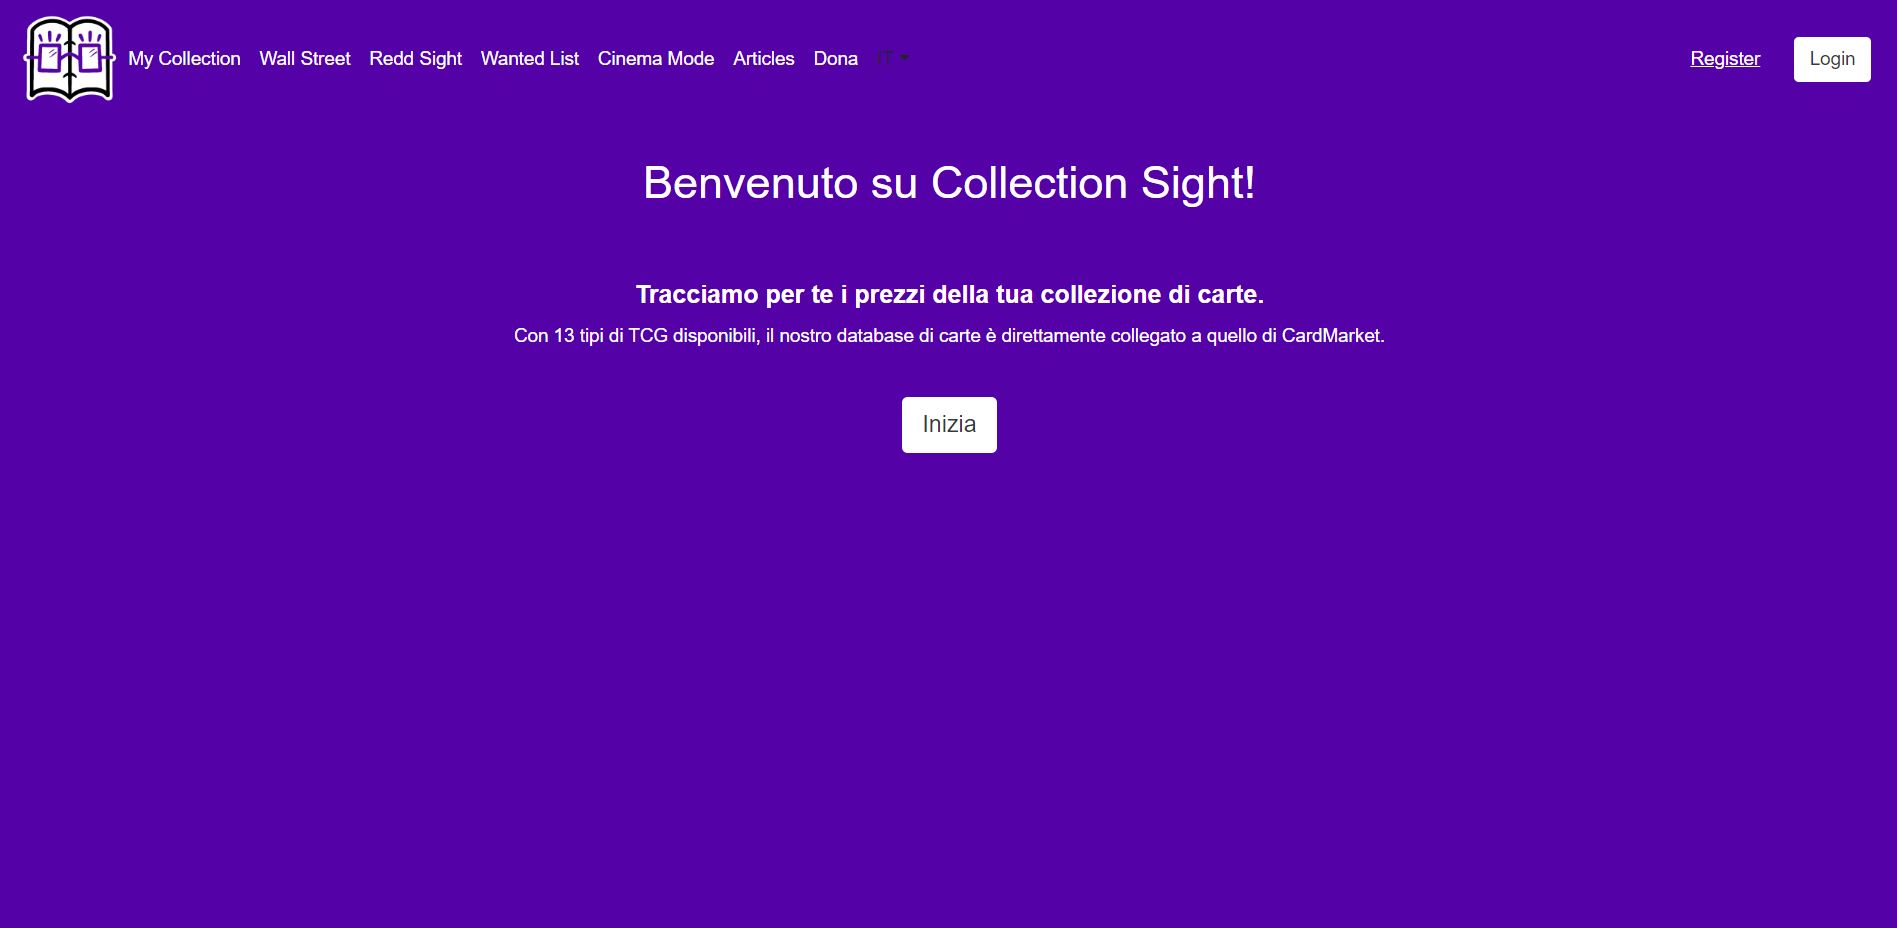 My Collection Wall Street Redd Sight Wanted List Cinema Mode Articles Dona IT Register Login
Benvenuto su Collection Sight!
Tracciamo per te i prezzi della tua collezione di carte.
Con 13 tipi di TCG disponibili, il nostro database di carte è direttamente collegato a quello di CardMarket.
Inizia